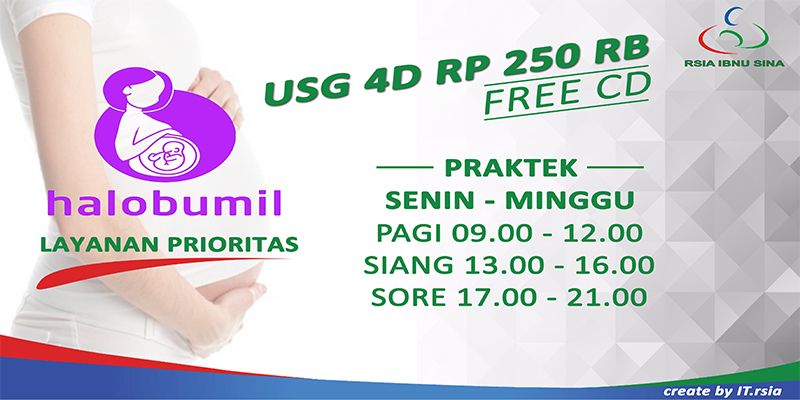 RSIA IBNU SINA
USG 4D RP 250 RB
FREE CD
halobumil
LAYANAN PRIORITAS
PRAKTEK
SENIN - MINGGU
PAGI 09.00 - 12.00
SIANG 13.00 - 16.00
SORE 17.00 - 21.00
create by IT.rsia